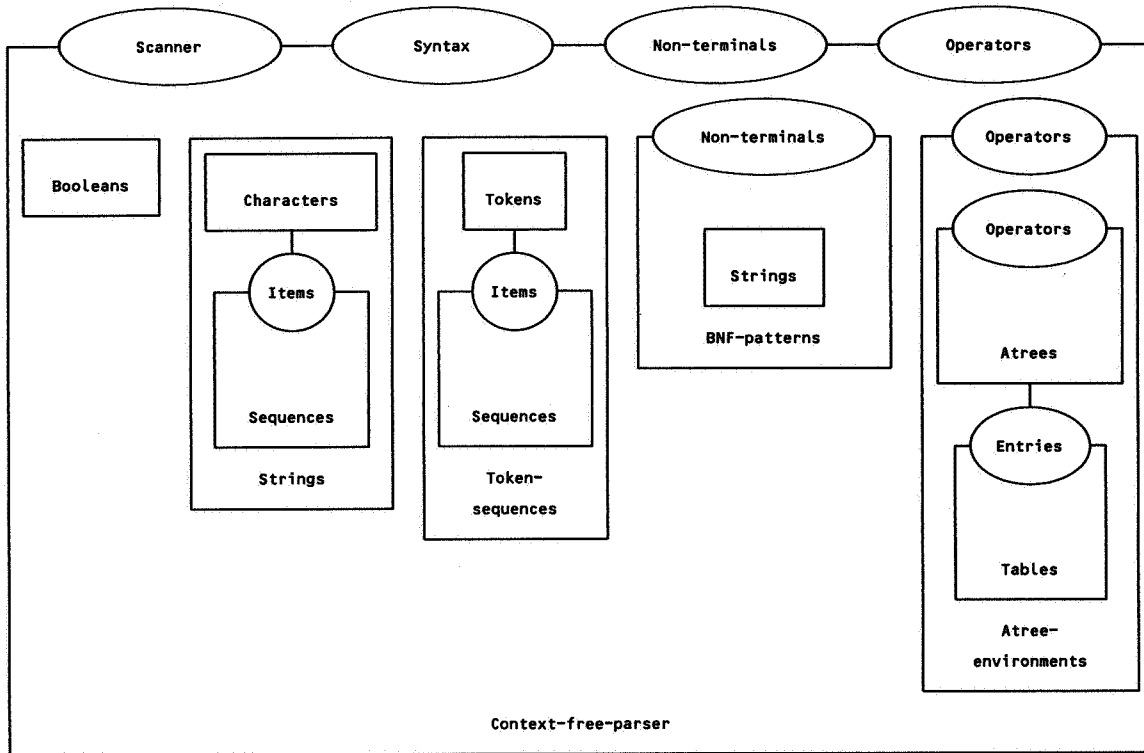 Scanner
Syntax
Non-terminals
Operators
Booleans
Characters
Items
Sequences
Strings
Tokens
Items
Sequences
Token-
sequences
Non-terminals
Strings
BNF-patterns
Operators
Operators
Atrees
Entries
Tables
Atree-
environments
Context-free-parser